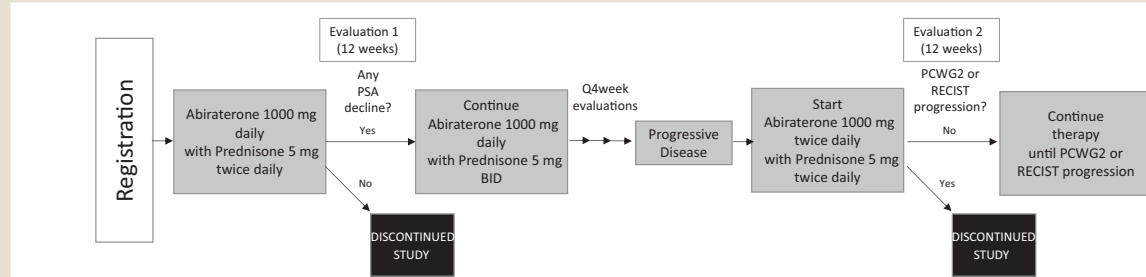 Registration
Abiraterone 1000 mg
daily
with Prednisone 5 mg
twice daily
Evaluation 1
(12 weeks)
Any
PSA
decline?
Yes
No
DISCONTINUED
STUDY
Continue
Abiraterone 1000 mg
daily
with Prednisone 5 mg
BID
Q4week
evaluations
Progressive
Disease
Start
Abiraterone 1000 mg
twice daily
with Prednisone 5 mg
twice daily
Evaluation 2
(12 weeks)
PCWG2 or
RECIST
progression?
No
Yes
DISCONTINUED
STUDY
Continue
therapy
until PCWG2 or
RECIST progression